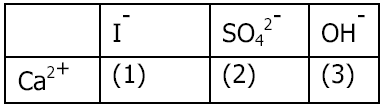 I⁻ SO₄²⁻ OH⁻
Ca²⁺ (1) (2) (3)